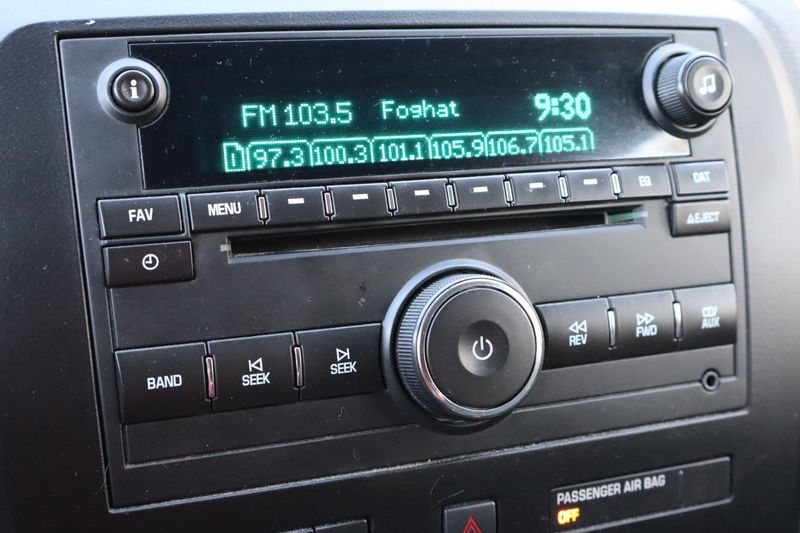 i
FM 103.5 Foghat 9:30
1 97.3 100.3 101.1 105.9 106.7 105.1
FAV MENU EQ CAT
EJECT
REV FWD CD/AUX
BAND SEEK SEEK
PASSENGER AIR BAG
OFF